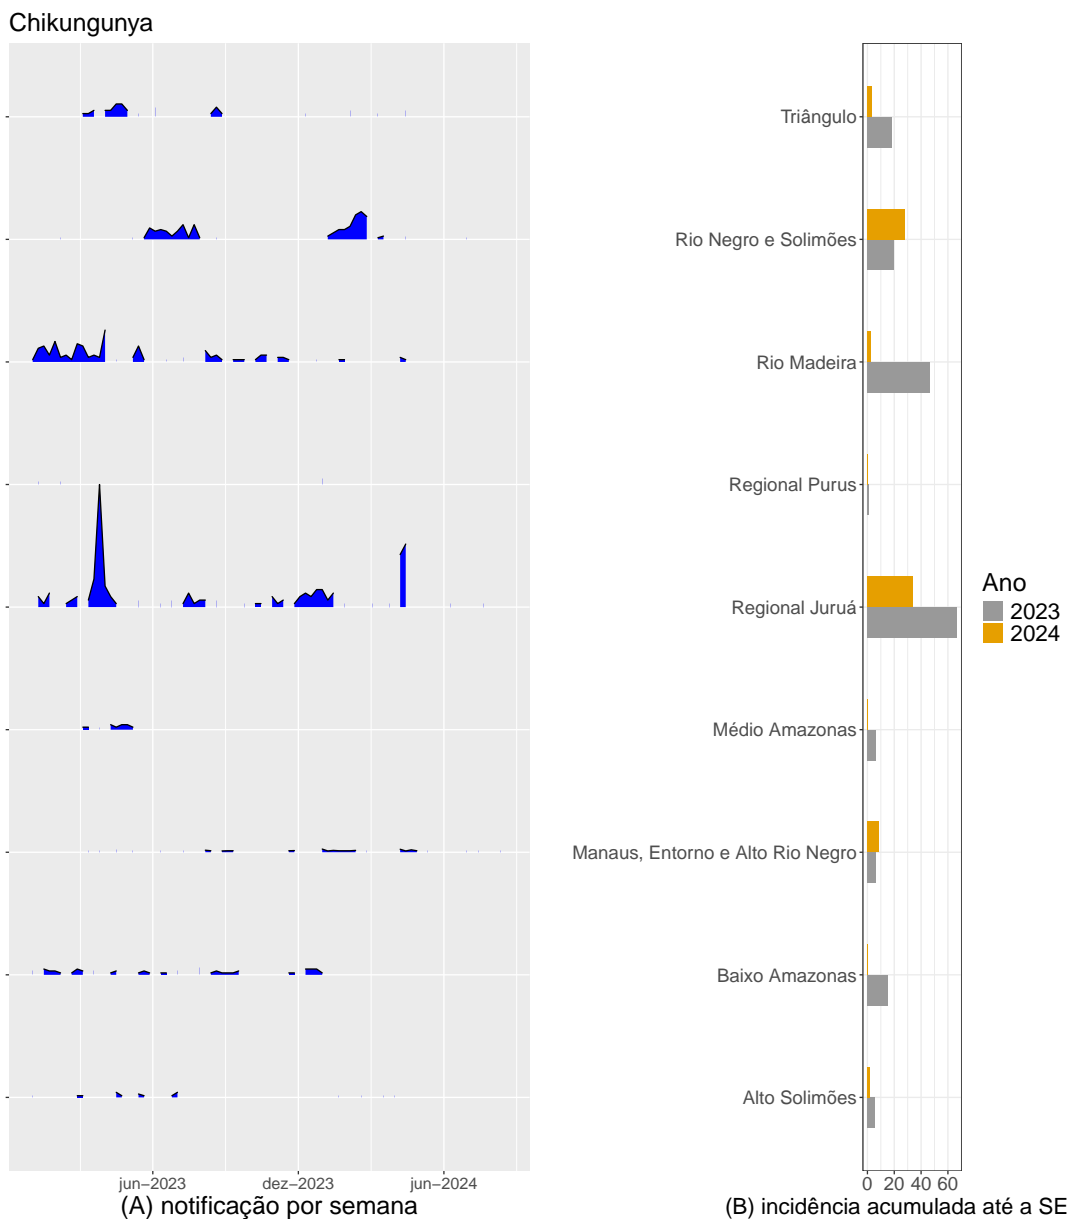 Chikungunya
Triângulo
Rio Negro e Solimões
Rio Madeira
Regional Purus
Regional Juruá
Médio Amazonas
Manaus, Entorno e Alto Rio Negro
Baixo Amazonas
Alto Solimões
Ano
2023
2024
jun–2023 dez–2023 jun–2024
0 20 40 60
(A) notificação por semana
(B) incidência acumulada até a SE